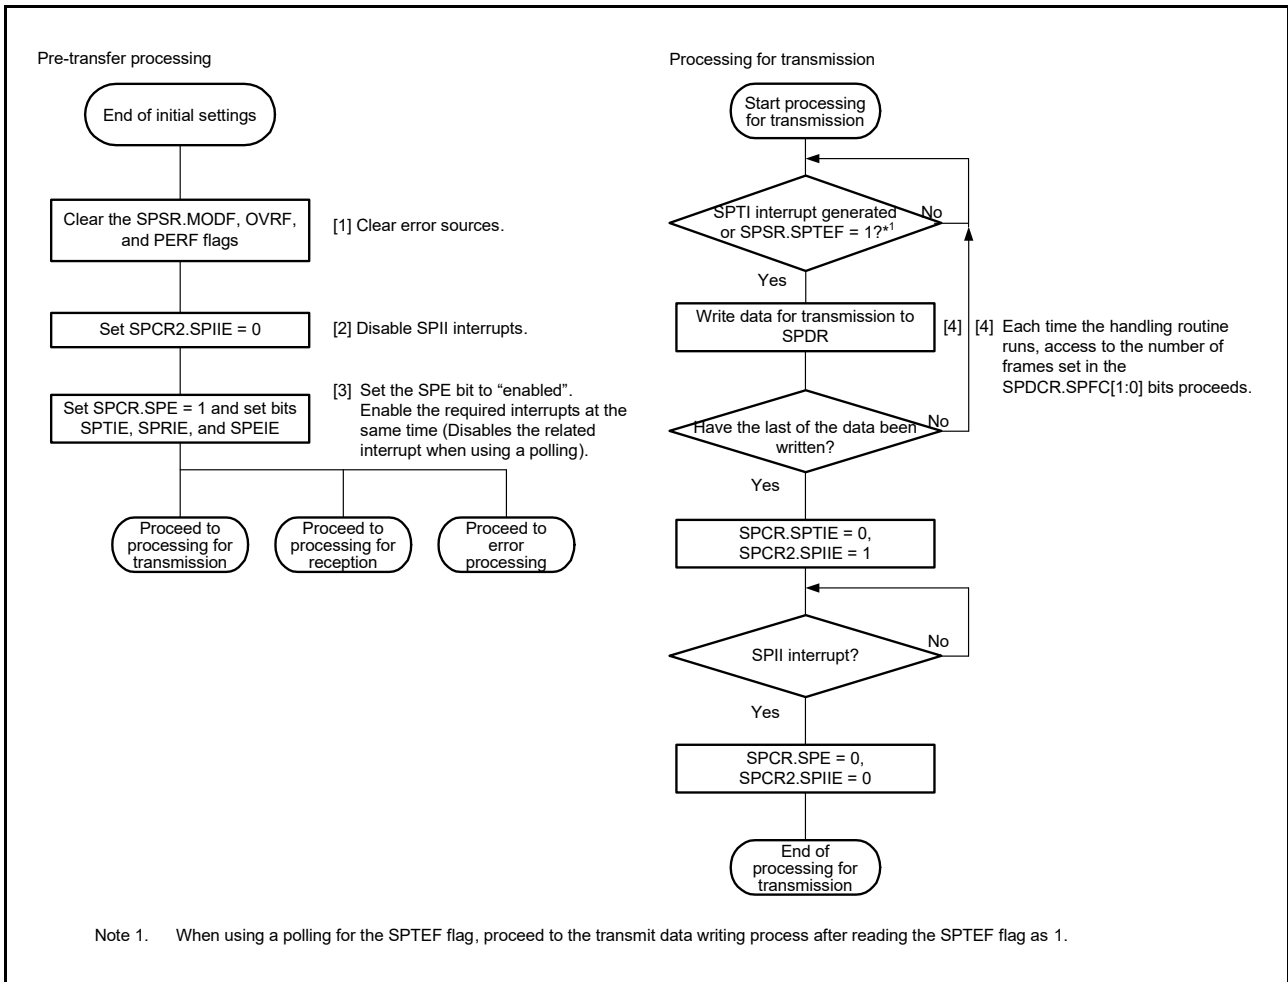 Pre-transfer processing
End of initial settings
Clear the SPSR.MODF, OVRF,
and PERF flags
[1] Clear error sources.
Set SPCR2.SPIIE = 0
[2] Disable SPII interrupts.
Set SPCR.SPE = 1 and set bits
SPTIE, SPRIE, and SPEIE
[3] Set the SPE bit to “enabled”.
Enable the required interrupts at the
same time (Disables the related
interrupt when using a polling).
Proceed to
processing for
transmission
Proceed to
processing for
reception
Proceed to
error
processing
Processing for transmission
Start processing
for transmission
SPTI interrupt generated
or SPSR.SPTEF = 1?*1
No
Yes
Write data for transmission to
SPDR
[4]
[4] Each time the handling routine
runs, access to the number of
frames set in the
SPDCR.SPFC[1:0] bits proceeds.
Have the last of the data been
written?
No
Yes
SPCR.SPTIE = 0,
SPCR2.SPIIE = 1
SPII interrupt?
No
Yes
SPCR.SPE = 0,
SPCR2.SPIIE = 0
End of
processing for
transmission
Note 1. When using a polling for the SPTEF flag, proceed to the transmit data writing process after reading the SPTEF flag as 1.